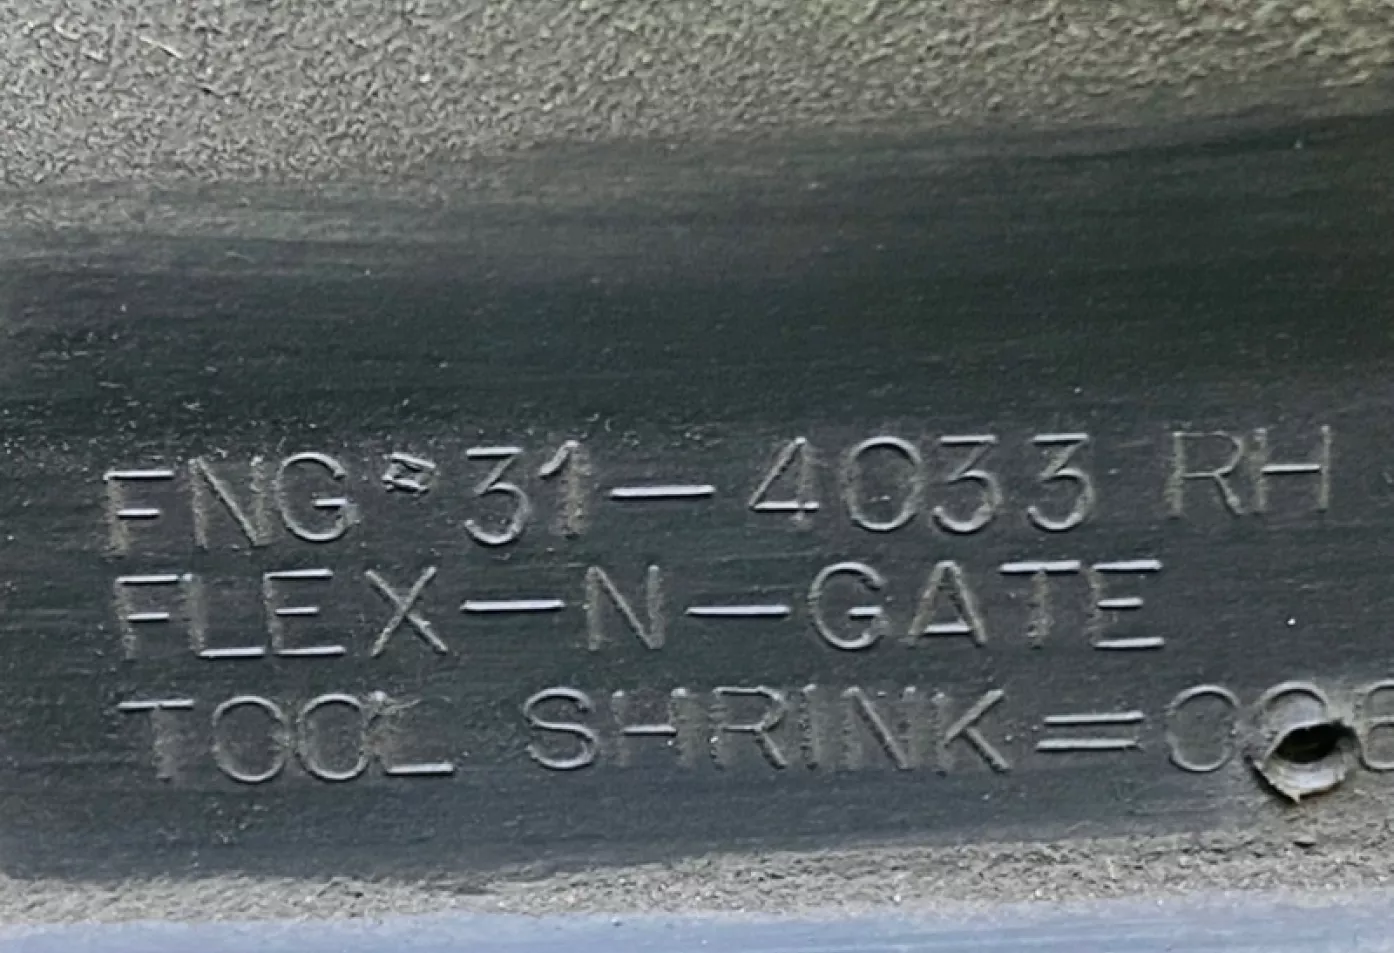 FNG#31-4033 RH
FLEX-N-GATE
TOOL SHRINK=